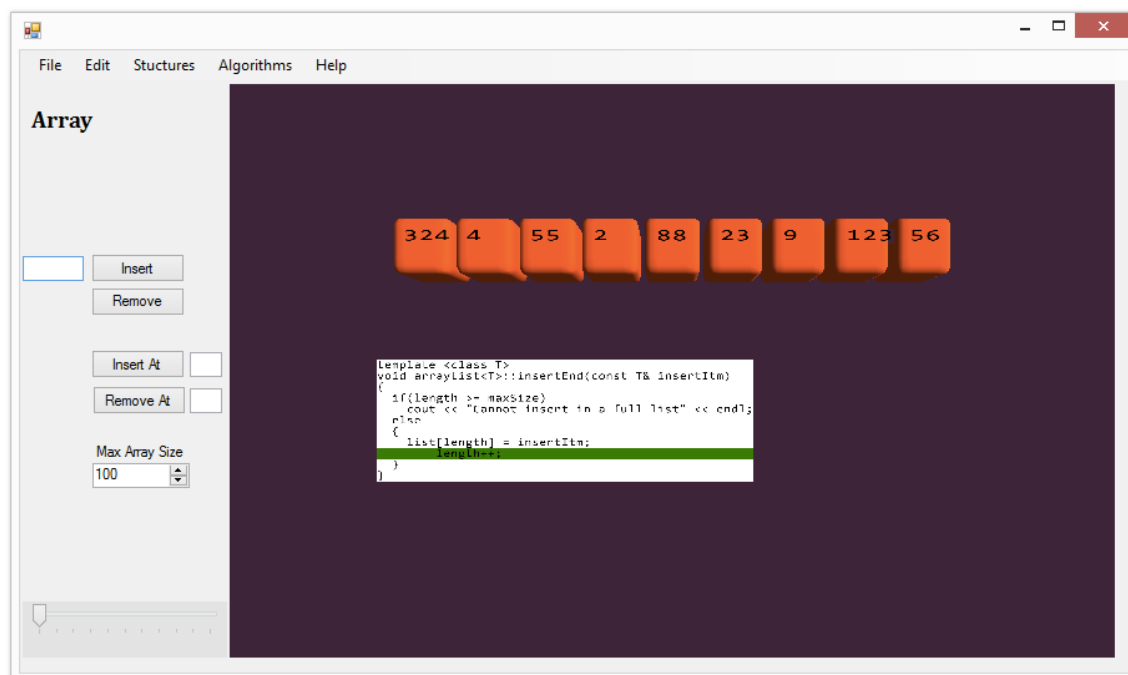 File Edit Stuctures Algorithms Help
Array
324 4 55 2 88 23 9 123 56
Insert
Remove
Insert At
Remove At
Max Array Size
100
template <class T>
void arrayList<T>::insertEnd(const T& insertItm)
{
if(length >= maxSize)
cout << "Cannot insert in a full list" << endl;
else
{
list[length] = insertItm;
length++;
}
}